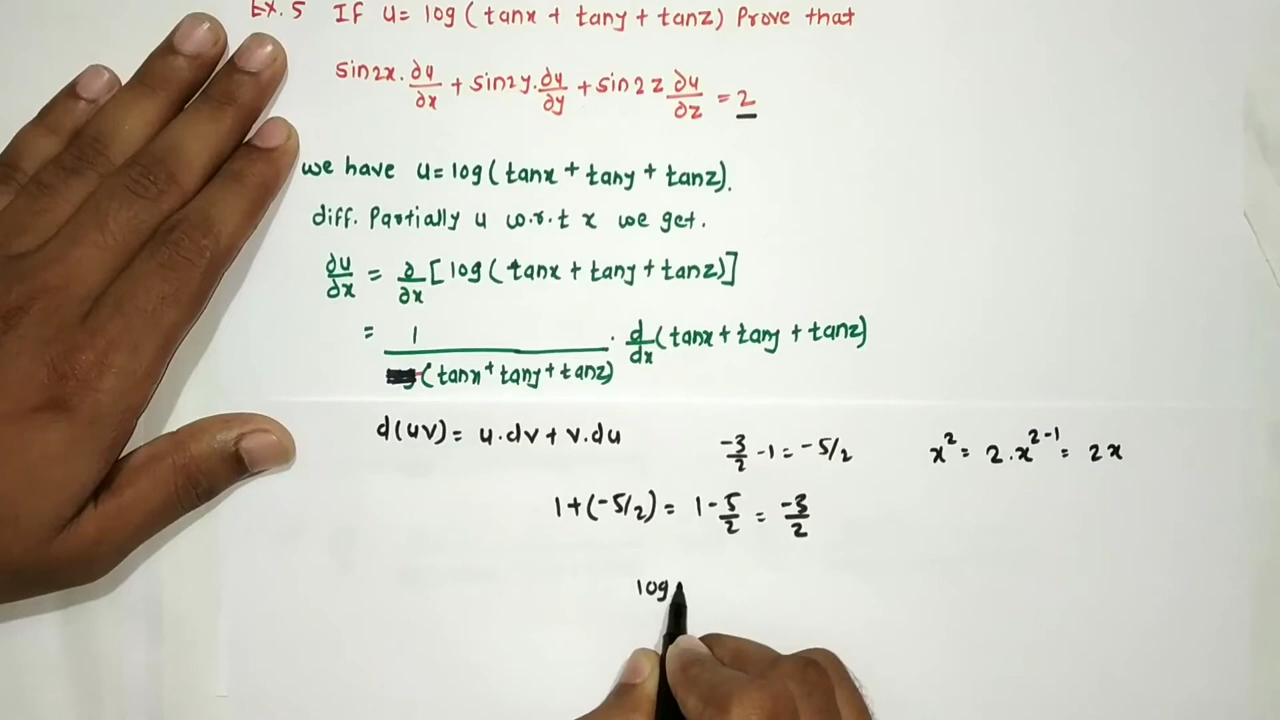 Ex. 5 If u = log ( tanx + tany + tanz) Prove that
sin2x. ∂u/∂x + sin2y. ∂u/∂y + sin2z ∂u/∂z = 2
we have u = log ( tanx + tany + tanz).
diff. Partially u w.r.t x we get.
∂u/∂x = ∂/∂x [ log ( tanx + tany + tanz) ]
= 1/(tanx + tany + tanz) . d/dx (tanx + tany + tanz)
d(uv) = u.dv + v.du -3/2 -1 = -5/2 x^2 = 2.x^2-1 = 2x
1+(-5/2) = 1-5/2 = -3/2
log